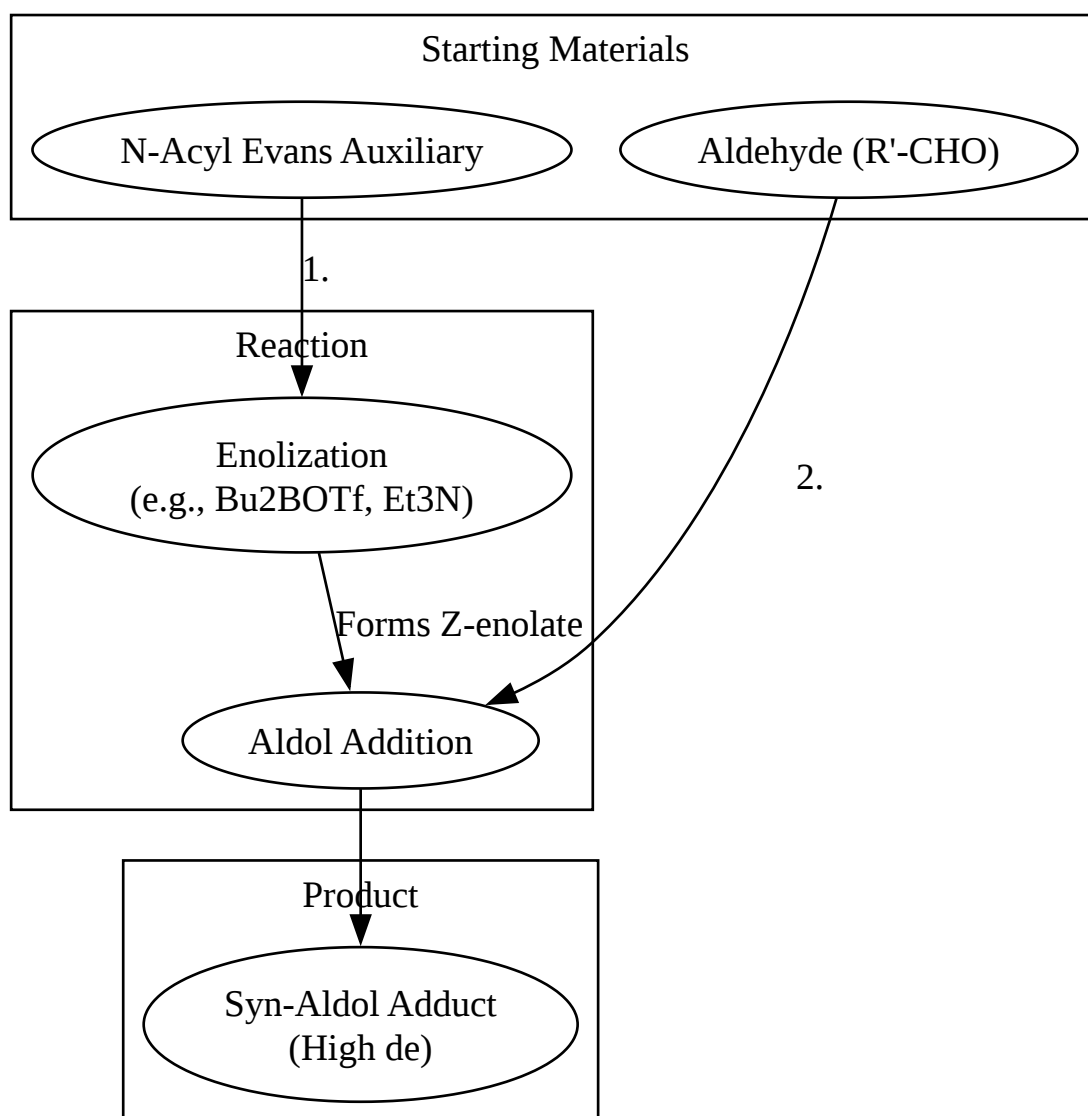 Starting Materials
N-Acyl Evans Auxiliary
Aldehyde (R'-CHO)
1.
Reaction
Enolization
(e.g., Bu2BOTf, Et3N)
2.
Forms Z-enolate
Aldol Addition
Product
Syn-Aldol Adduct
(High de)